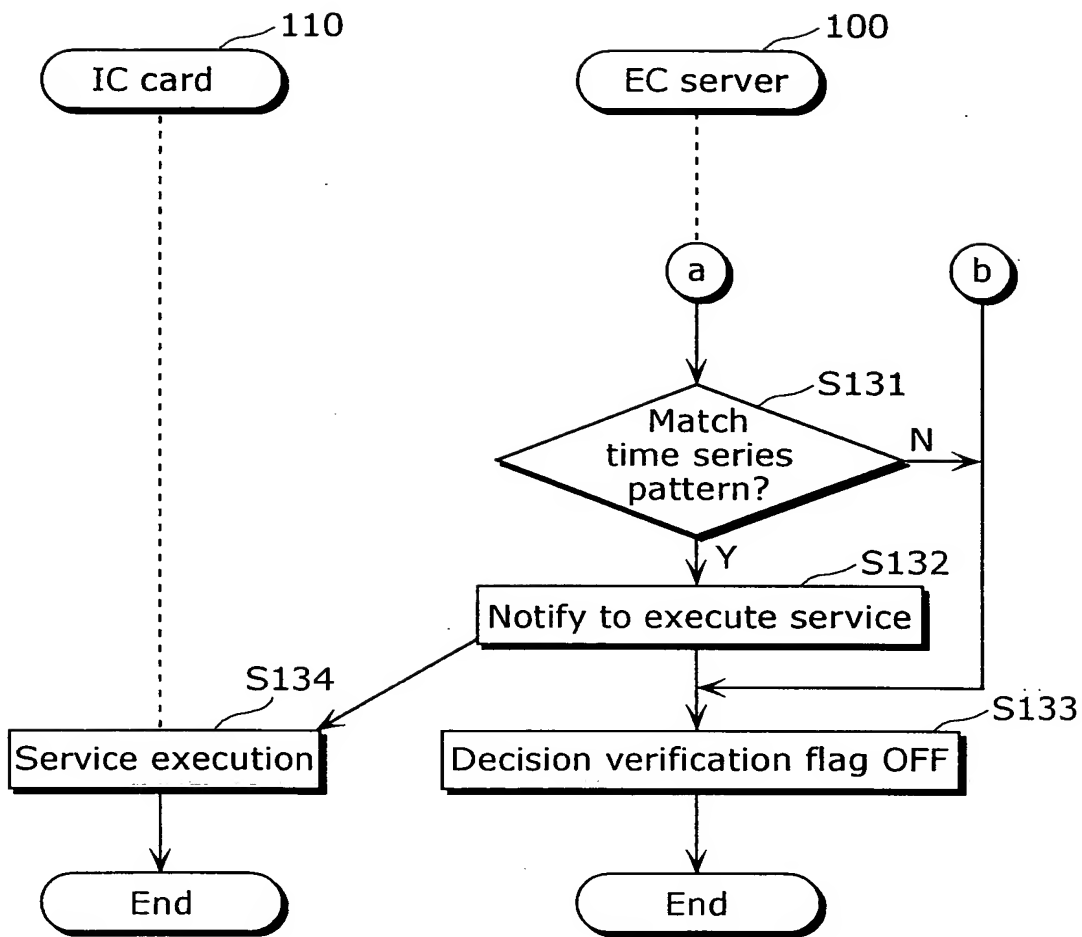 110
100
IC card
EC server
a
b
S131
Match
time series
pattern?
N
Y
S132
Notify to execute service
S134
S133
Service execution
Decision verification flag OFF
End
End